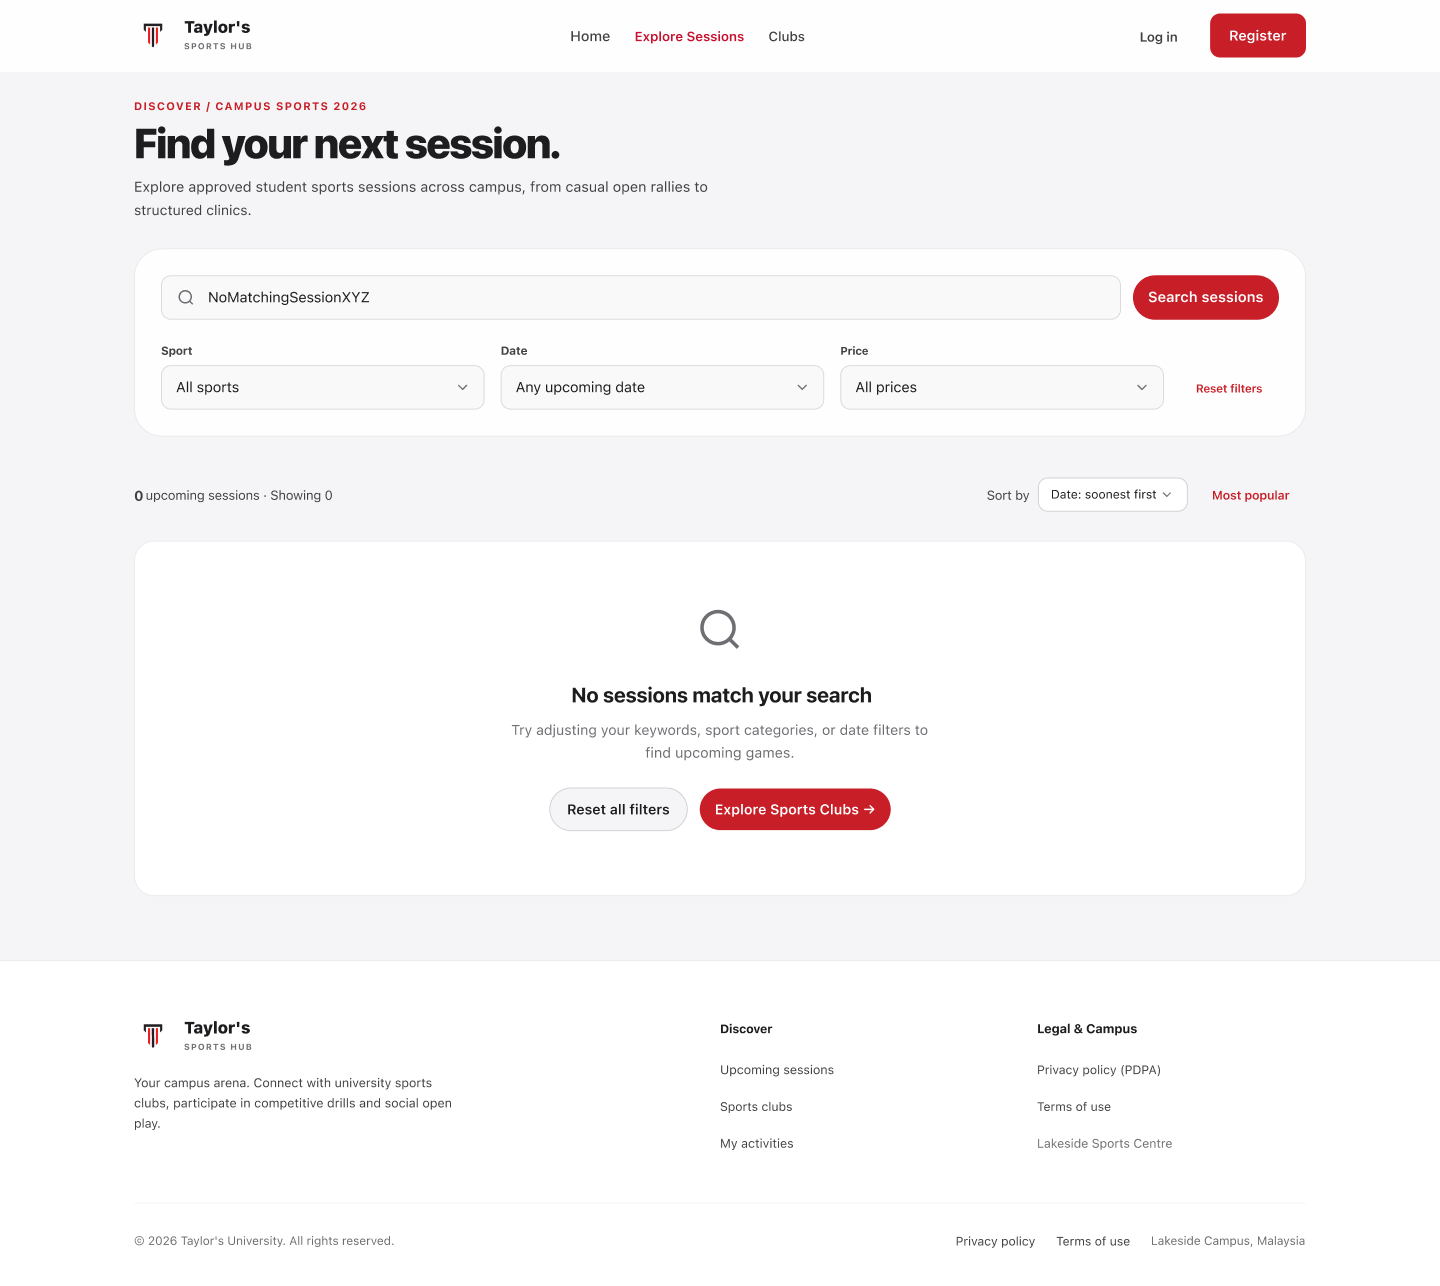 Taylor's
SPORTS HUB
Home
Explore Sessions
Clubs
Log in
Register
DISCOVER / CAMPUS SPORTS 2026
Find your next session.
Explore approved student sports sessions across campus, from casual open rallies to
structured clinics.
NoMatchingSessionXYZ
Search sessions
Sport
Date
Price
All sports
Any upcoming date
All prices
Reset filters
0 upcoming sessions · Showing 0
Sort by
Date: soonest first
Most popular
No sessions match your search
Try adjusting your keywords, sport categories, or date filters to
find upcoming games.
Reset all filters
Explore Sports Clubs →
Taylor's
SPORTS HUB
Your campus arena. Connect with university sports
clubs, participate in competitive drills and social open
play.
Discover
Upcoming sessions
Sports clubs
My activities
Legal & Campus
Privacy policy (PDPA)
Terms of use
Lakeside Sports Centre
© 2026 Taylor's University. All rights reserved.
Privacy policy
Terms of use
Lakeside Campus, Malaysia